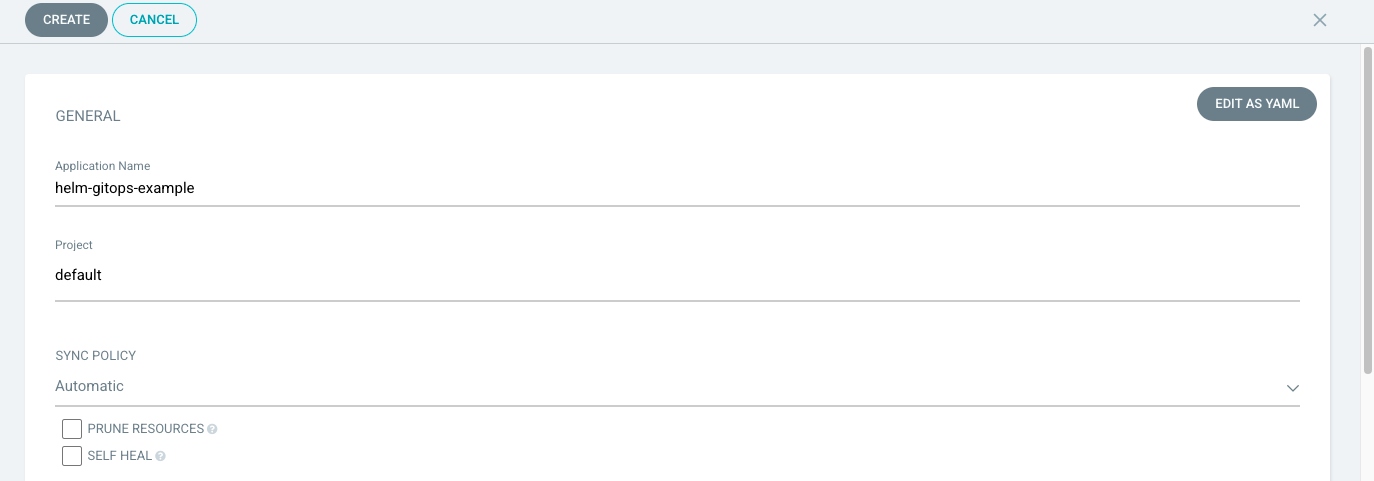 CREATE CANCEL
EDIT AS YAML
GENERAL
Application Name
helm-gitops-example
Project
default
SYNC POLICY
Automatic
PRUNE RESOURCES ?
SELF HEAL ?